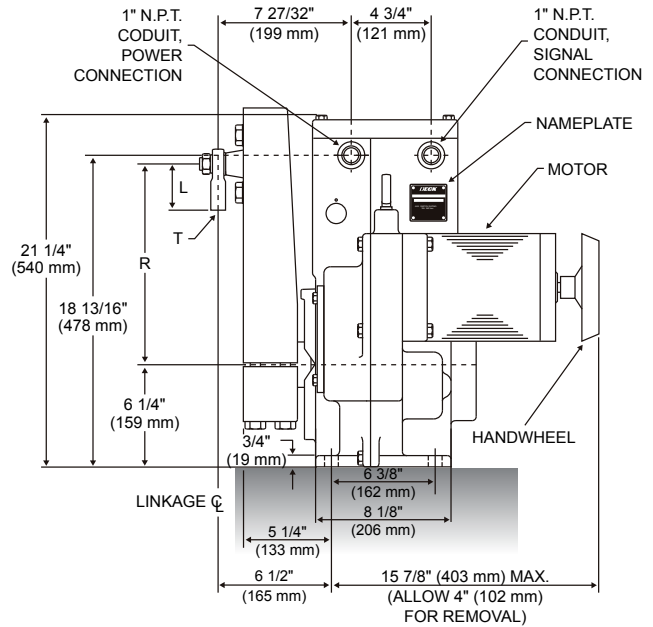 7 27/32"
(199 mm)
4 3/4"
(121 mm)
1" N.P.T.
CODUIT,
POWER
CONNECTION
1" N.P.T.
CONDUIT,
SIGNAL
CONNECTION
NAMEPLATE
MOTOR
L
T
R
21 1/4"
(540 mm)
18 13/16"
(478 mm)
6 1/4"
(159 mm)
3/4"
(19 mm)
HANDWHEEL
LINKAGE ℄
6 3/8"
(162 mm)
8 1/8"
(206 mm)
5 1/4"
(133 mm)
6 1/2"
(165 mm)
15 7/8" (403 mm) MAX.
(ALLOW 4" (102 mm)
FOR REMOVAL)